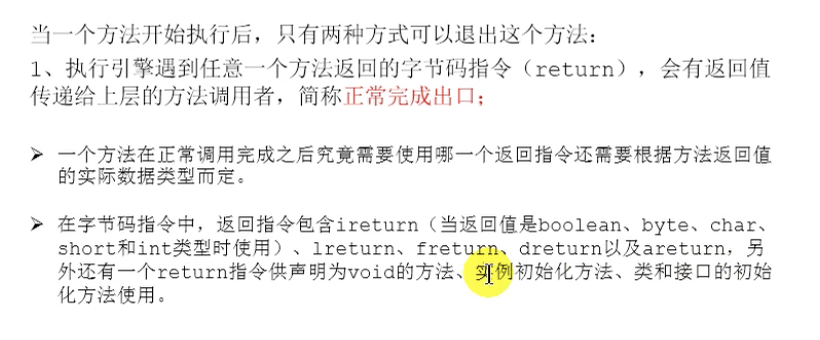 当一个方法开始执行后，只有两种方式可以退出这个方法：
1、执行引擎遇到任意一个方法返回的字节码指令（return），会有返回值
传递给上层的方法调用者，简称正常完成出口；
➢ 一个方法在正常调用完成之后究竟需要使用哪一个返回指令还需要根据方法返回值
的实际数据类型而定。
➢ 在字节码指令中，返回指令包含ireturn（当返回值是boolean、byte、char、
short和int类型时使用）、lreturn、freturn、dreturn以及areturn，另
外还有一个return指令供声明为void的方法、实例初始化方法、类和接口的初始
化方法使用。